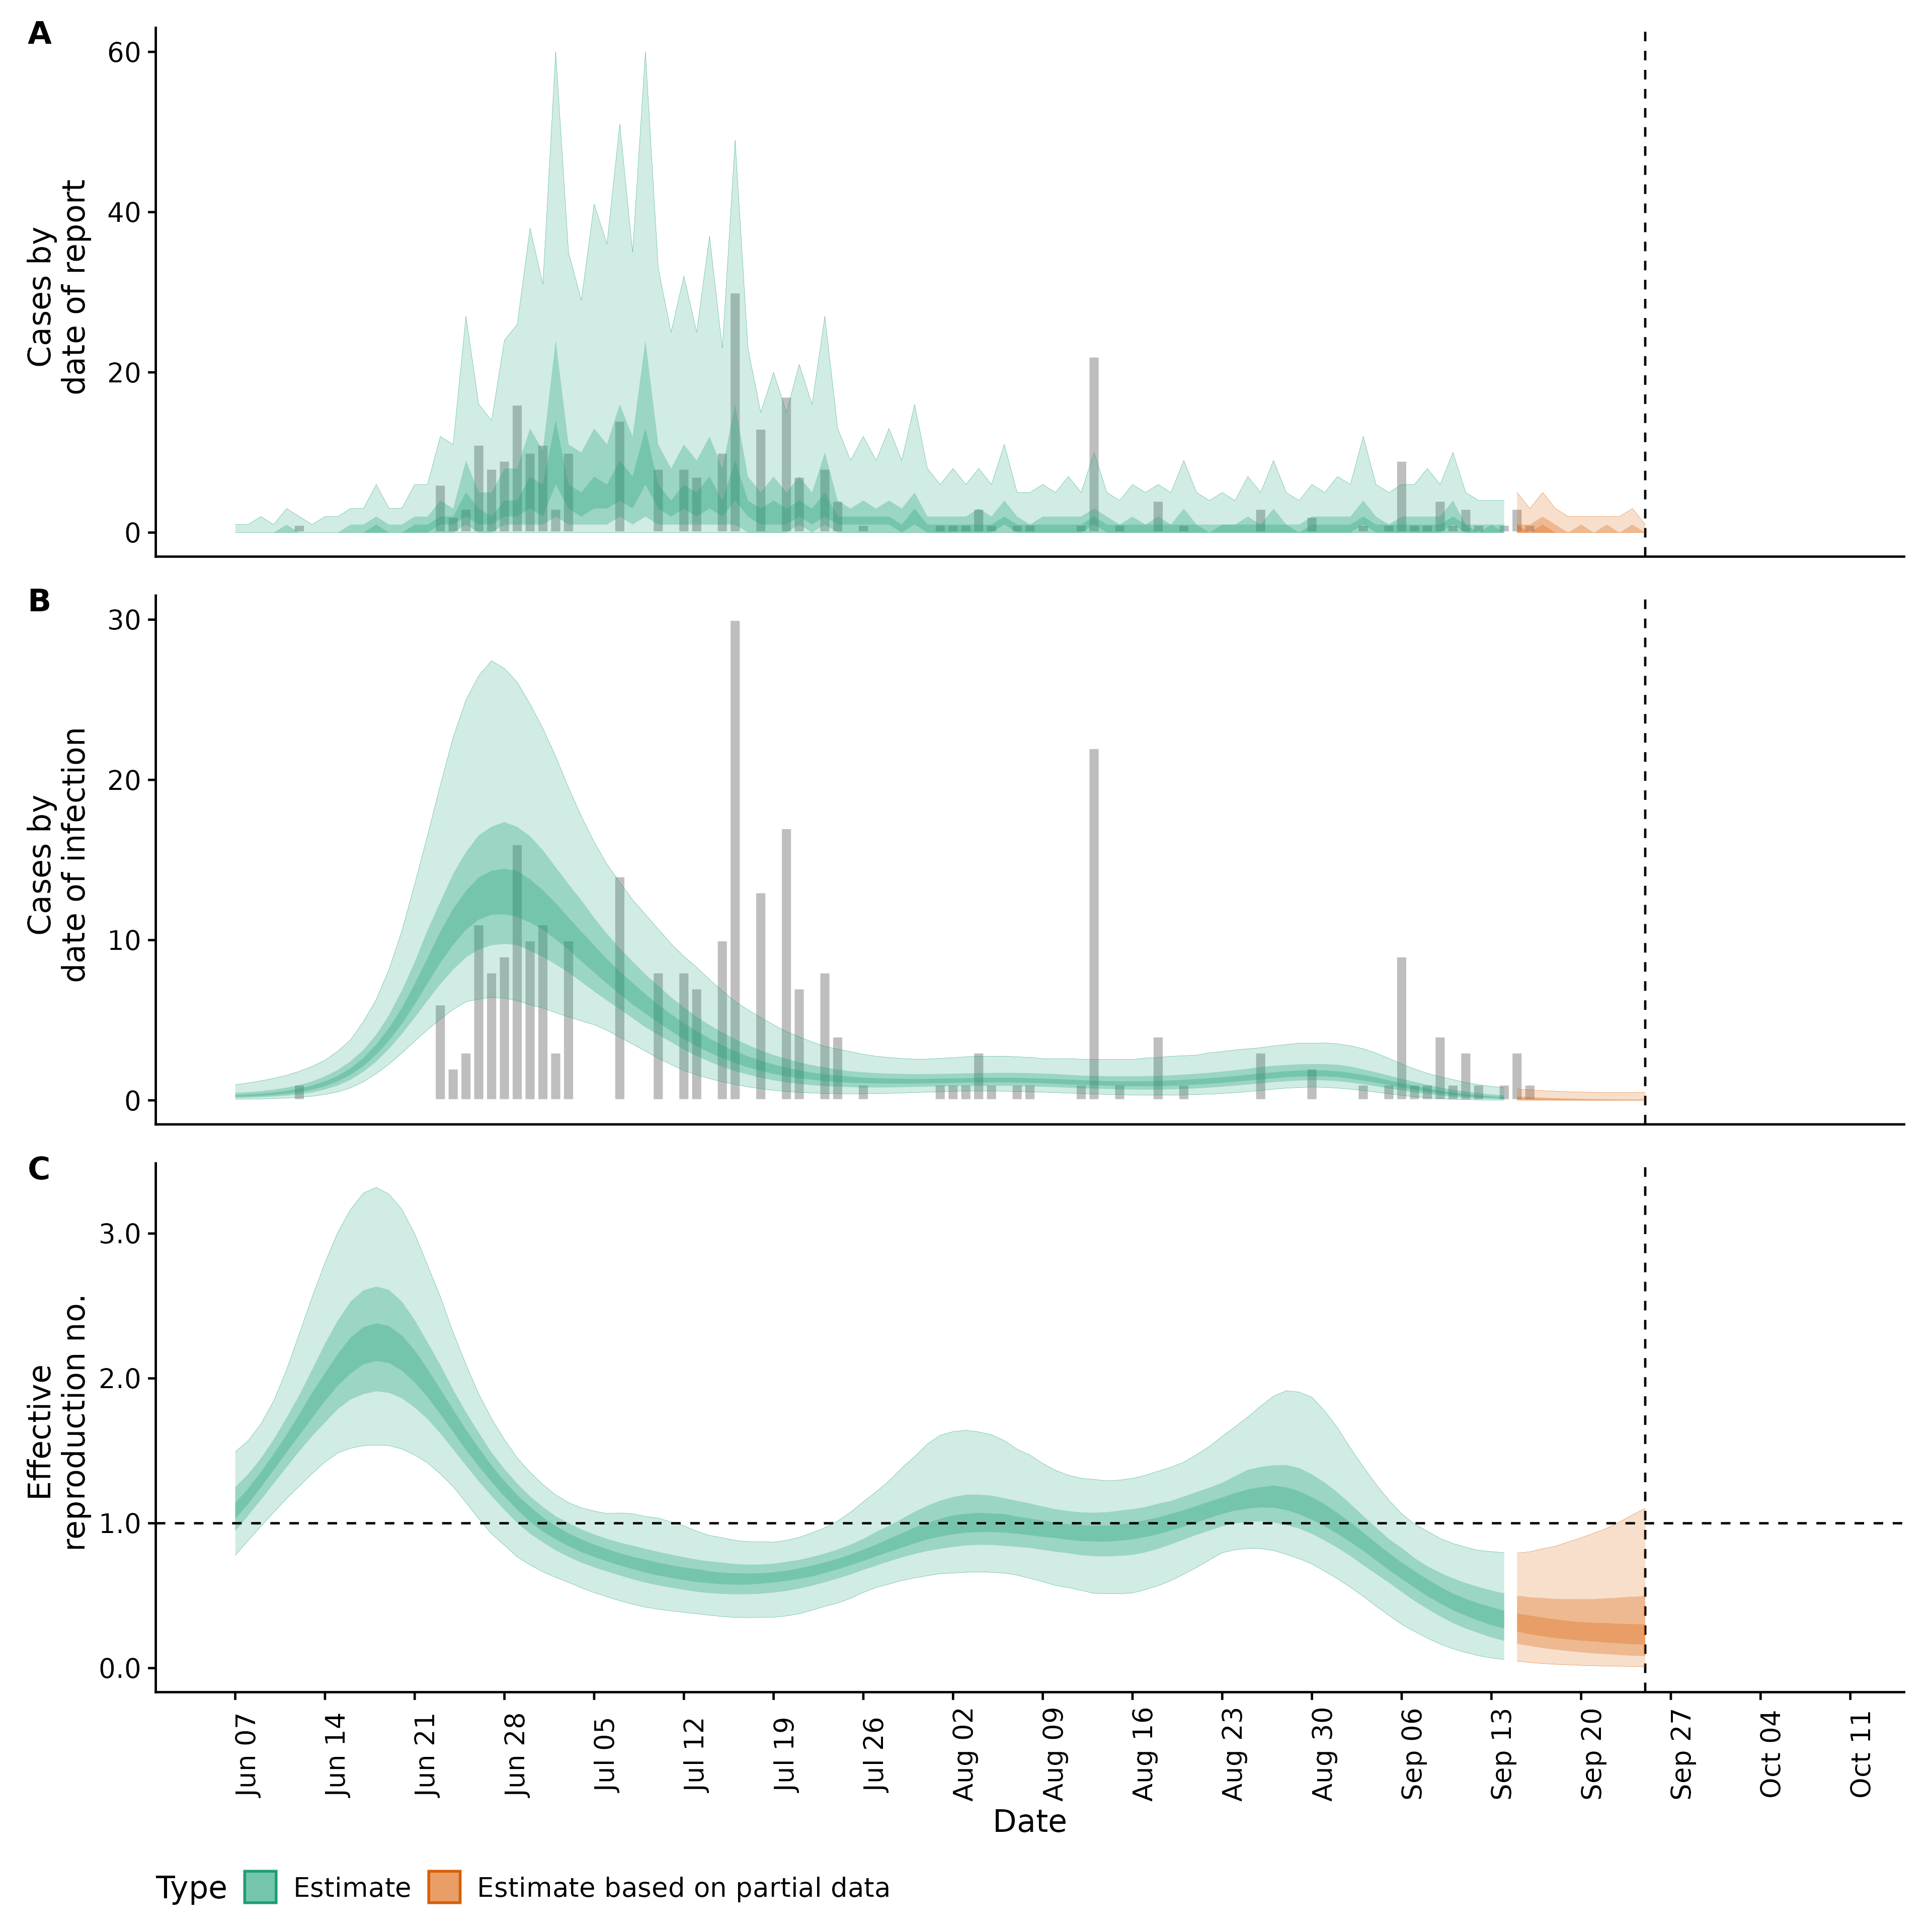 A
60
40
20
0
Cases by
date of report
B
30
20
10
0
Cases by
date of infection
C
3.0
2.0
1.0
0.0
Effective
reproduction no.
Jun 07
Jun 14
Jun 21
Jun 28
Jul 05
Jul 12
Jul 19
Jul 26
Aug 02
Aug 09
Aug 16
Aug 23
Aug 30
Sep 06
Sep 13
Sep 20
Sep 27
Oct 04
Oct 11
Date
Type Estimate Estimate based on partial data